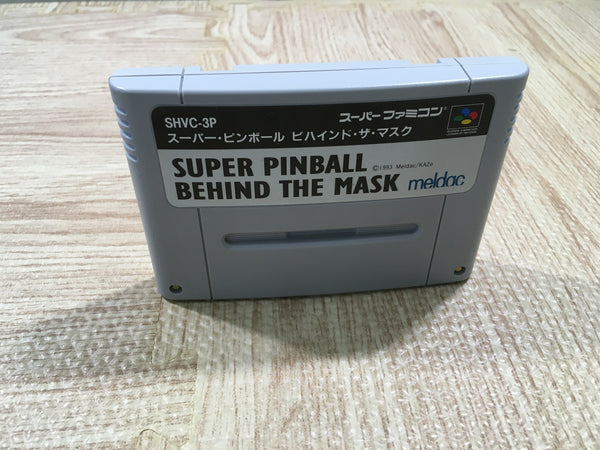 SHVC-3P
スーパーファミコン
スーパー・ピンボール ビハインド・ザ・マスク
SUPER PINBALL
©1993 Meldac/KAZe
BEHIND THE MASK
meldac